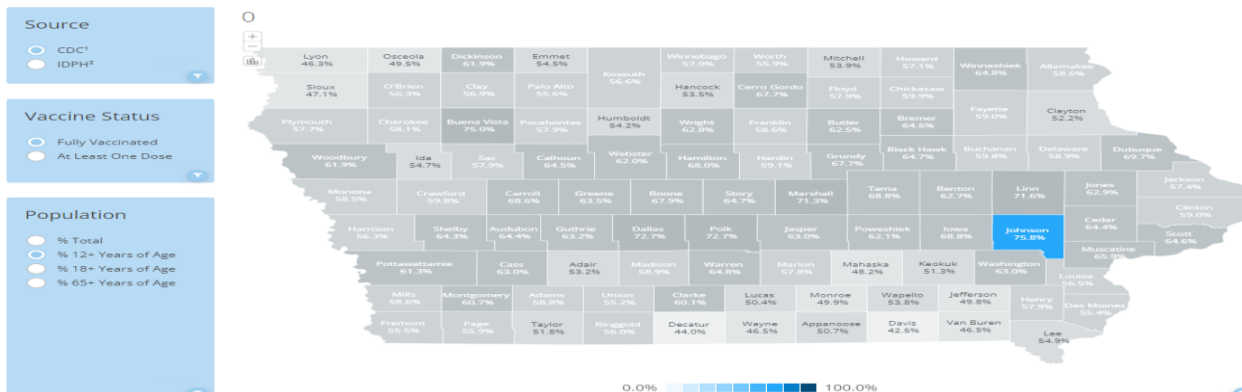 Source
CDC¹
IDPH²
Vaccine Status
Fully Vaccinated
At Least One Dose
Population
% Total
% 12+ Years of Age
% 18+ Years of Age
% 65+ Years of Age
Lyon 46.3%
Osceola 49.5%
Dickinson 61.9%
Emmet 54.5%
Kossuth 56.6%
Winnebago 57.0%
Worth 55.9%
Mitchell 53.9%
Howard 57.1%
Winneshiek 64.8%
Allamakee 58.6%
Sioux 47.1%
O'Brien 56.3%
Clay 56.9%
Palo Alto 55.6%
Hancock 53.5%
Cerro Gordo 67.7%
Floyd 57.9%
Chickasaw 59.9%
Fayette 59.0%
Clayton 52.2%
Plymouth 57.7%
Cherokee 58.1%
Buena Vista 75.0%
Pocahontas 57.9%
Humboldt 54.2%
Wright 62.8%
Franklin 58.6%
Butler 62.5%
Bremer 64.6%
Woodbury 61.9%
Ida 54.7%
Sac 57.9%
Calhoun 64.5%
Webster 62.0%
Hamilton 68.0%
Hardin 59.1%
Grundy 67.7%
Black Hawk 64.7%
Buchanan 59.8%
Delaware 58.9%
Dubuque 69.7%
Monona 58.5%
Crawford 59.8%
Carroll 68.6%
Greene 63.5%
Boone 67.9%
Story 64.7%
Marshall 71.3%
Tama 68.8%
Benton 62.7%
Linn 71.6%
Jones 62.9%
Jackson 57.4%
Clinton 59.0%
Harrison 56.3%
Shelby 64.3%
Audubon 64.4%
Guthrie 63.2%
Dallas 72.7%
Polk 72.7%
Jasper 63.0%
Poweshiek 62.1%
Iowa 68.8%
Johnson 75.8%
Cedar 64.4%
Scott 64.6%
Muscatine 65.9%
Pottawattamie 61.3%
Cass 63.0%
Adair 53.2%
Madison 58.9%
Warren 64.8%
Marion 57.8%
Mahaska 48.2%
Keokuk 51.3%
Washington 63.0%
Louisa 56.5%
Mills 58.6%
Montgomery 60.7%
Adams 58.8%
Union 55.2%
Clarke 60.1%
Lucas 50.4%
Monroe 49.9%
Wapello 53.8%
Jefferson 49.8%
Henry 57.9%
Des Moines 55.4%
Fremont 55.5%
Page 55.9%
Taylor 51.8%
Ringgold 56.0%
Decatur 44.0%
Wayne 46.5%
Appanoose 50.7%
Davis 42.5%
Van Buren 46.5%
Lee 54.9%
0.0% 100.0%